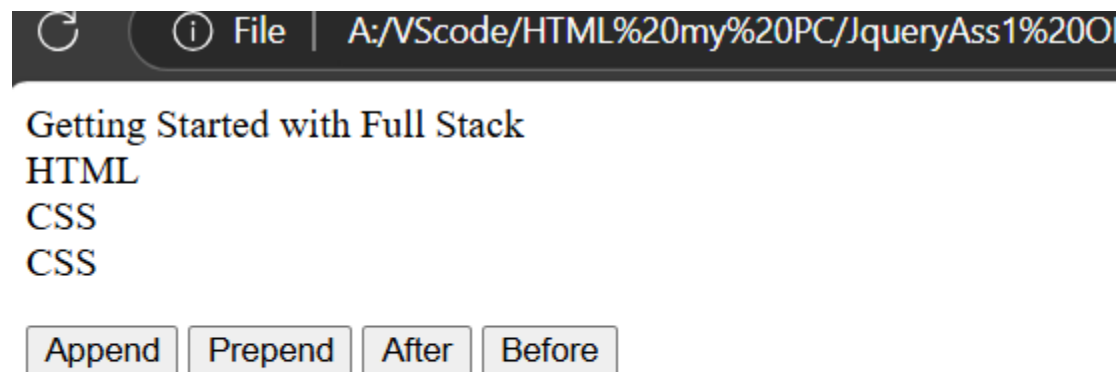 File | A:/VScode/HTML%20my%20PC/JqueryAss1%20O
Getting Started with Full Stack
HTML
CSS
CSS
Append Prepend After Before